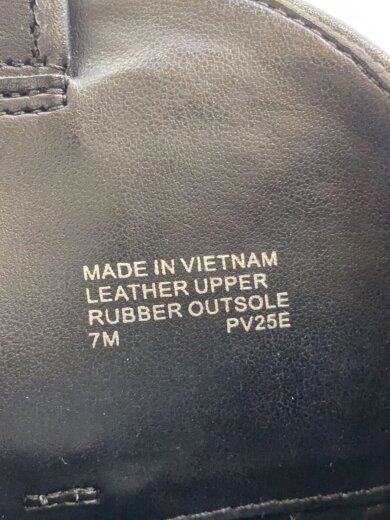 MADE IN VIETNAM
LEATHER UPPER
RUBBER OUTSOLE
7M PV25E